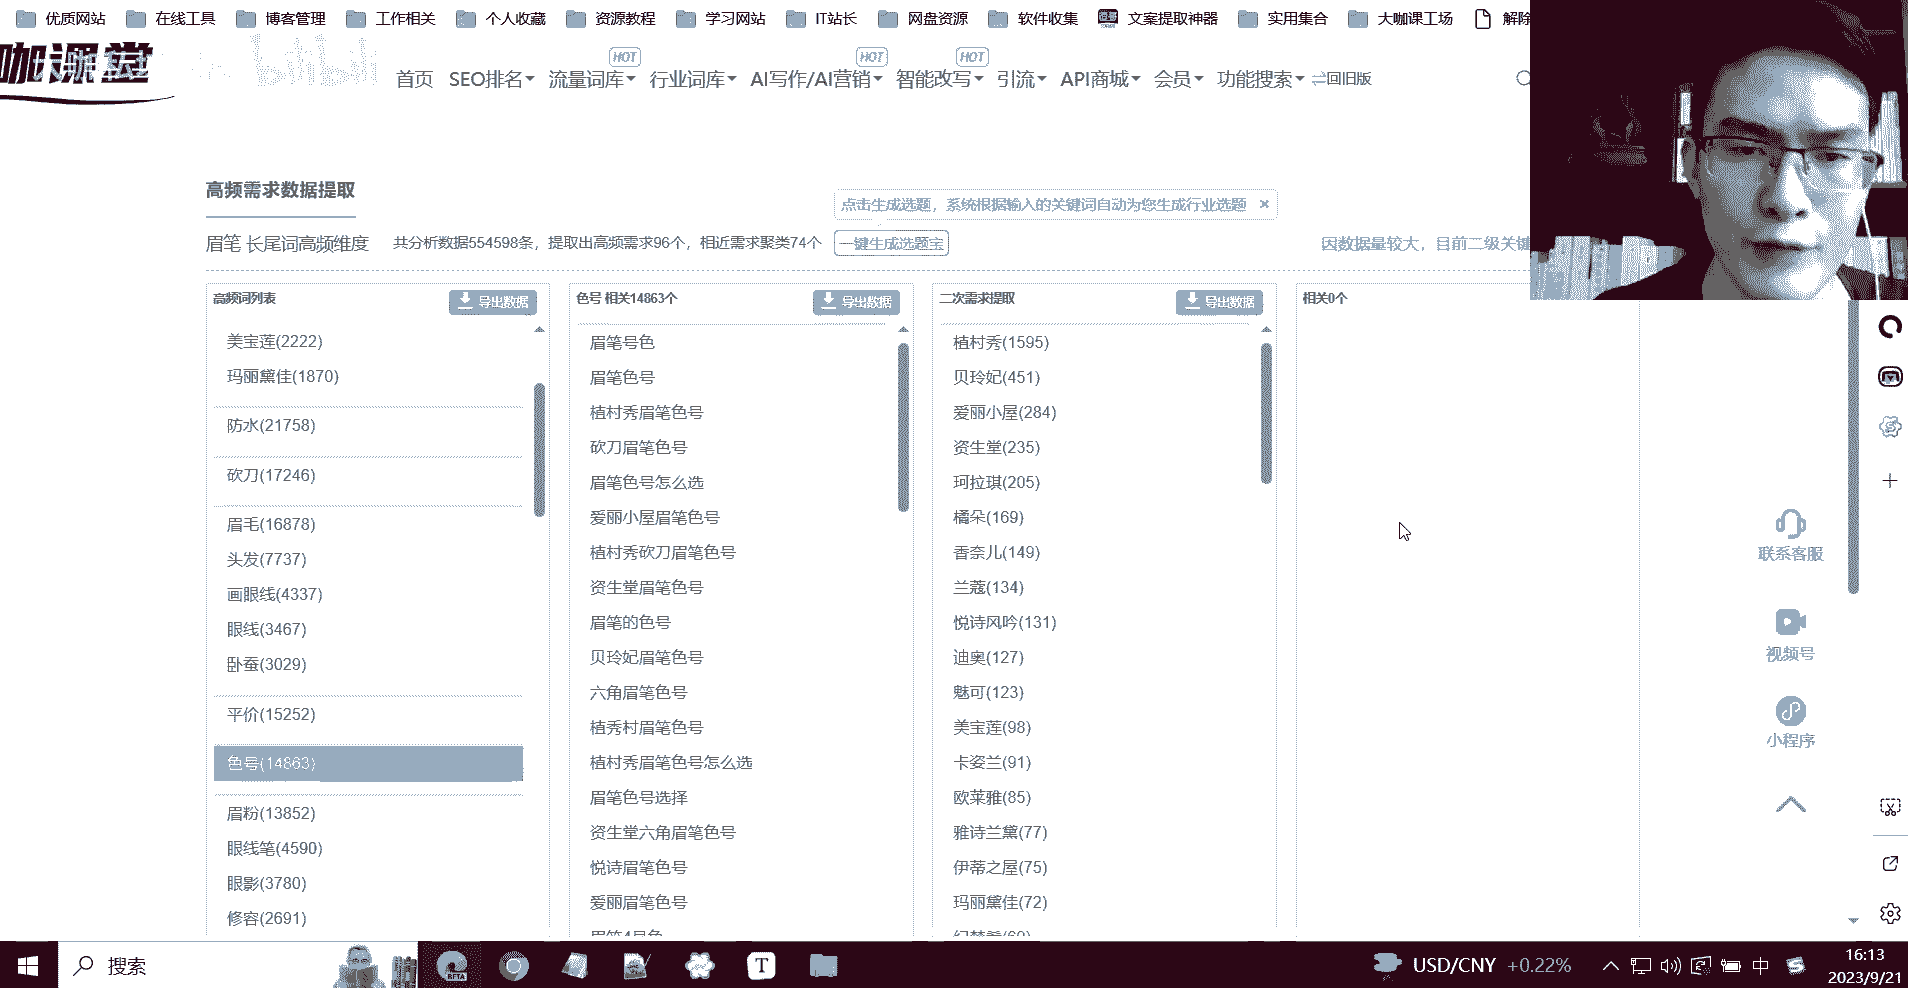 优质网站 在线工具 博客管理 工作相关 个人收藏 资源教程 学习网站 IT站长 网盘资源 软件收集 文案提取神器 实用集合 大咖课工场 解除
咖课堂
bilibili
HOT HOT HOT
首页 SEO排名 流量词库 行业词库 AI写作/AI营销 智能改写 引流 API商城 会员 功能搜索 回旧版
高频需求数据提取
点击生成选题，系统根据输入的关键词自动为您生成行业选题 ×
眉笔 长尾词高频维度 共分析数据554598条，提取出高频需求96个，相近需求聚类74个 一键生成选题宝 因数据量较大，目前二级关键
高频词列表 导出数据
美宝莲(2222)
玛丽黛佳(1870)
防水(21758)
砍刀(17246)
眉毛(16878)
头发(7737)
画眼线(4337)
眼线(3467)
卧蚕(3029)
平价(15252)
色号(14863)
眉粉(13852)
眼线笔(4590)
眼影(3780)
修容(2691)
色号 相关14863个 导出数据
眉笔号色
眉笔色号
植村秀眉笔色号
砍刀眉笔色号
眉笔色号怎么选
爱丽小屋眉笔色号
植村秀砍刀眉笔色号
资生堂眉笔色号
眉笔的色号
贝玲妃眉笔色号
六角眉笔色号
植秀村眉笔色号
植村秀眉笔色号怎么选
眉笔色号选择
资生堂六角眉笔色号
悦诗眉笔色号
爱丽眉笔色号
二次需求提取 导出数据
植村秀(1595)
贝玲妃(451)
爱丽小屋(284)
资生堂(235)
珂拉琪(205)
橘朵(169)
香奈儿(149)
兰蔻(134)
悦诗风吟(131)
迪奥(127)
魅可(123)
美宝莲(98)
卡姿兰(91)
欧莱雅(85)
雅诗兰黛(77)
伊蒂之屋(75)
玛丽黛佳(72)
相关0个
联系客服
视频号
小程序
搜索
BETA
T
USD/CNY +0.22%
中
16:13
2023/9/21